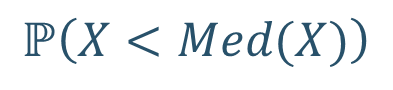 ℙ(𝑋 < 𝑀𝑒𝑑(𝑋))